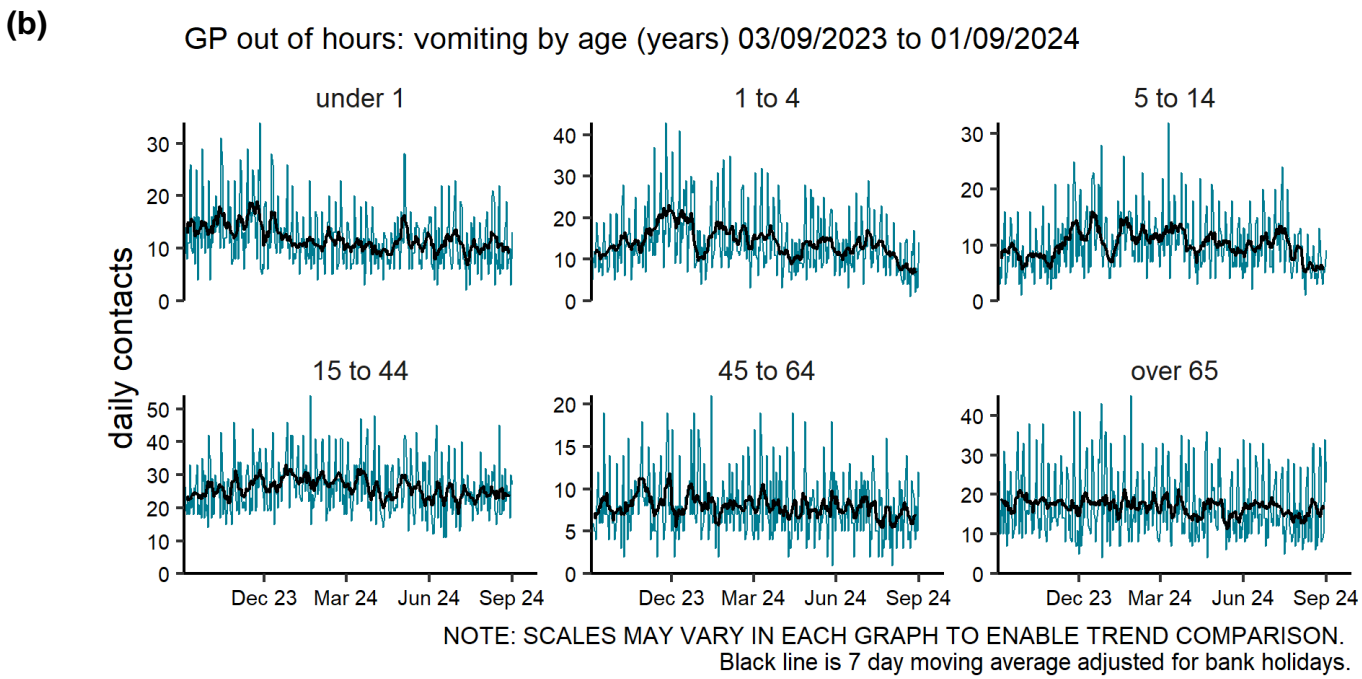 (b)
GP out of hours: vomiting by age (years) 03/09/2023 to 01/09/2024
daily contacts
under 1
30
20
10
0
1 to 4
40
30
20
10
0
5 to 14
30
20
10
0
15 to 44
50
40
30
20
10
0
Dec 23 Mar 24 Jun 24 Sep 24
45 to 64
20
15
10
5
0
Dec 23 Mar 24 Jun 24 Sep 24
over 65
40
30
20
10
0
Dec 23 Mar 24 Jun 24 Sep 24
NOTE: SCALES MAY VARY IN EACH GRAPH TO ENABLE TREND COMPARISON.
Black line is 7 day moving average adjusted for bank holidays.